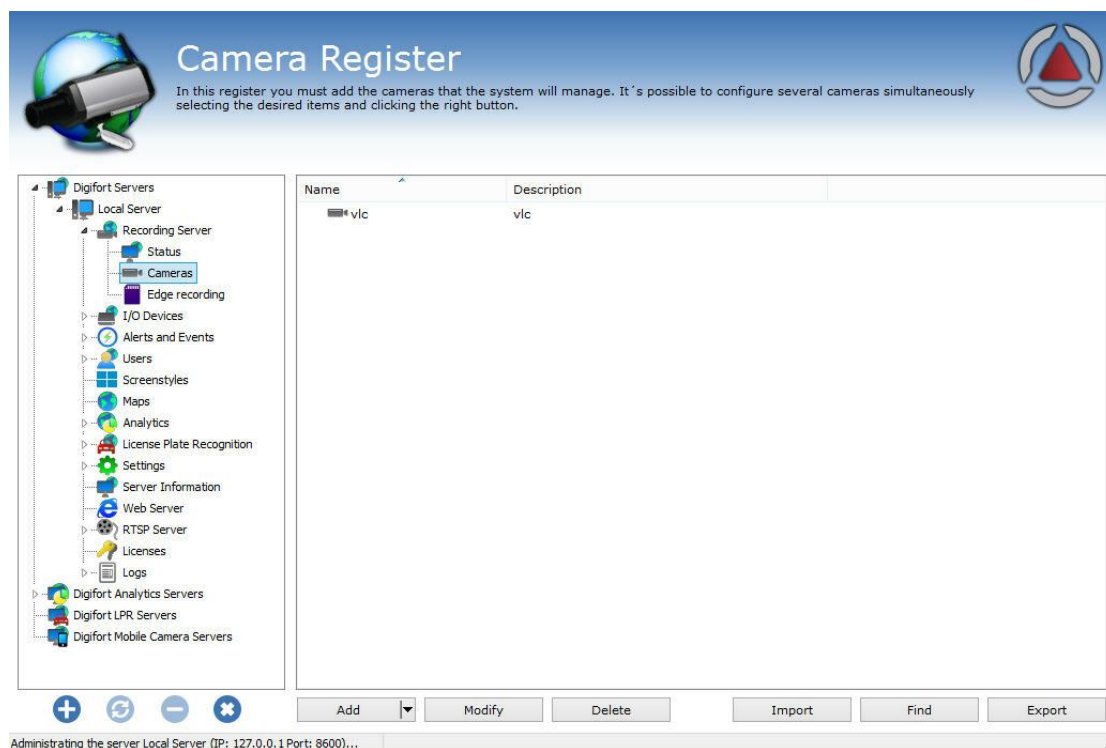 Camera Register
In this register you must add the cameras that the system will manage. It´s possible to configure several cameras simultaneously
selecting the desired items and clicking the right button.
Digifort Servers
Local Server
Recording Server
Status
Cameras
Edge recording
I/O Devices
Alerts and Events
Users
Screenstyles
Maps
Analytics
License Plate Recognition
Settings
Server Information
Web Server
RTSP Server
Licenses
Logs
Digifort Analytics Servers
Digifort LPR Servers
Digifort Mobile Camera Servers
Name Description
vlc vlc
Add Modify Delete Import Find Export
Administrating the server Local Server (IP: 127.0.0.1 Port: 8600)...